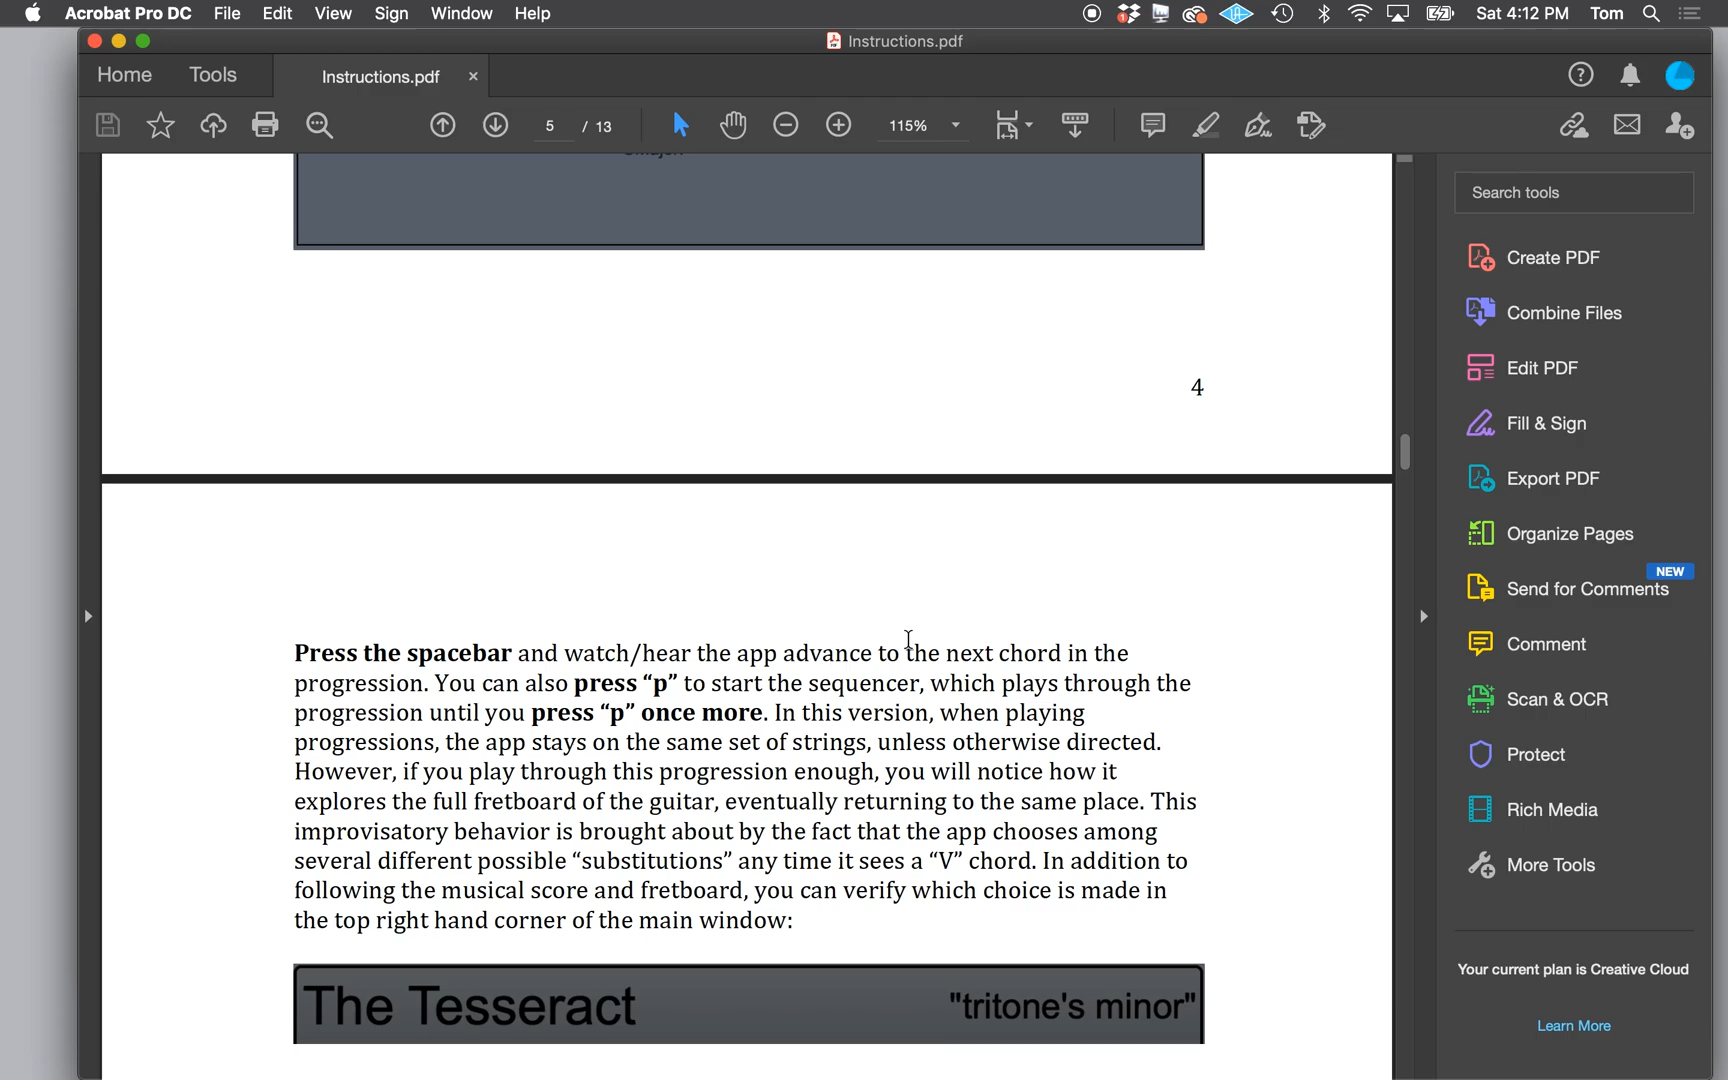 Acrobat Pro DC File Edit View Sign Window Help Sat 4:12 PM Tom
Instructions.pdf
Home Tools Instructions.pdf
5 / 13 115%
4
Press the spacebar and watch/hear the app advance to the next chord in the
progression. You can also press “p” to start the sequencer, which plays through the
progression until you press “p” once more. In this version, when playing
progressions, the app stays on the same set of strings, unless otherwise directed.
However, if you play through this progression enough, you will notice how it
explores the full fretboard of the guitar, eventually returning to the same place. This
improvisatory behavior is brought about by the fact that the app chooses among
several different possible “substitutions” any time it sees a “V” chord. In addition to
following the musical score and fretboard, you can verify which choice is made in
the top right hand corner of the main window:
The Tesseract "tritone's minor"
Search tools
Create PDF
Combine Files
Edit PDF
Fill & Sign
Export PDF
Organize Pages
NEW
Send for Comments
Comment
Scan & OCR
Protect
Rich Media
More Tools
Your current plan is Creative Cloud
Learn More